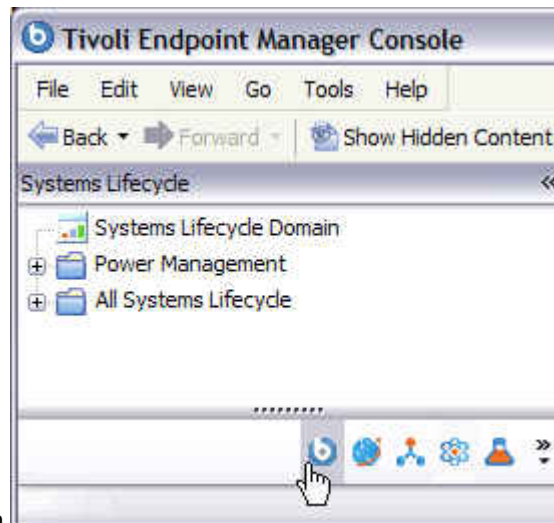 Tivoli Endpoint Manager Console
File Edit View Go Tools Help
Back Forward Show Hidden Content
Systems Lifecycle
Systems Lifecycle Domain
Power Management
All Systems Lifecycle